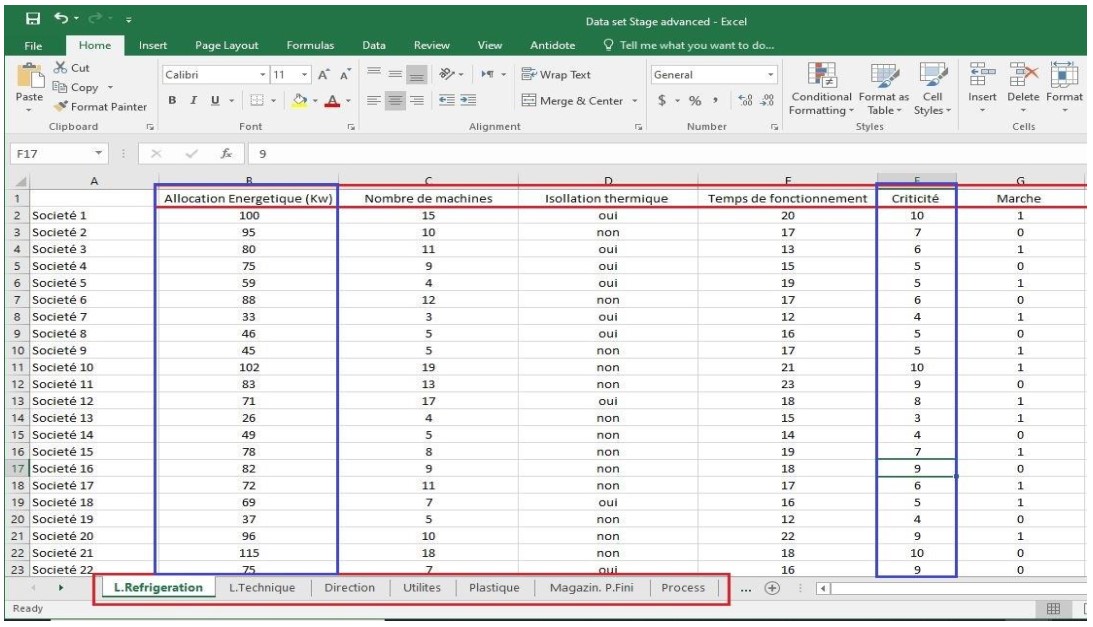 Data set Stage advanced - Excel
File Home Insert Page Layout Formulas Data Review View Antidote Tell me what you want to do...
Paste Cut Copy Format Painter Clipboard
Calibri 11 A A B I U A Font
Wrap Text Merge & Center Alignment
General $ % , Number
Conditional Formatting Format as Table Cell Styles Styles
Insert Delete Format Cells
F17 fx 9
A B C D E F G
1 Allocation Energetique (Kw) Nombre de machines Isollation thermique Temps de fonctionnement Criticité Marche
2 Societé 1 100 15 oui 20 10 1
3 Societé 2 95 10 non 17 7 0
4 Societé 3 80 11 oui 13 6 1
5 Societé 4 75 9 oui 15 5 0
6 Societé 5 59 4 oui 19 5 1
7 Societé 6 88 12 non 17 6 0
8 Societé 7 33 3 oui 12 4 1
9 Societé 8 46 5 oui 16 5 0
10 Societé 9 45 5 non 17 5 1
11 Societé 10 102 19 non 21 10 1
12 Societé 11 83 13 non 23 9 0
13 Societé 12 71 17 oui 18 8 1
14 Societé 13 26 4 non 15 3 1
15 Societé 14 49 5 non 14 4 0
16 Societé 15 78 8 non 19 7 1
17 Societé 16 82 9 non 18 9 0
18 Societé 17 72 11 non 17 6 1
19 Societé 18 69 7 oui 16 5 1
20 Societé 19 37 5 non 12 4 0
21 Societé 20 96 10 non 22 9 1
22 Societé 21 115 18 non 18 10 0
23 Societé 22 75 7 oui 16 9 0
L.Refrigeration L.Technique Direction Utilites Plastique Magazin. P.Fini Process ...
Ready